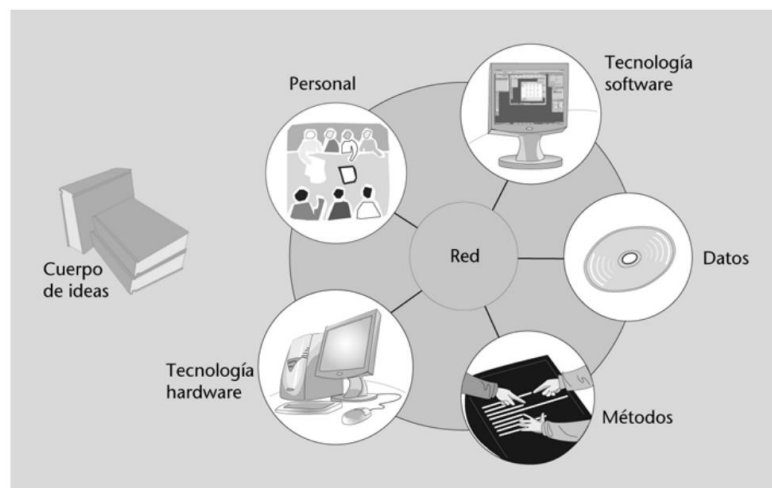 Tecnología
software
Personal
Red
Datos
Cuerpo
de ideas
Tecnología
hardware
Métodos